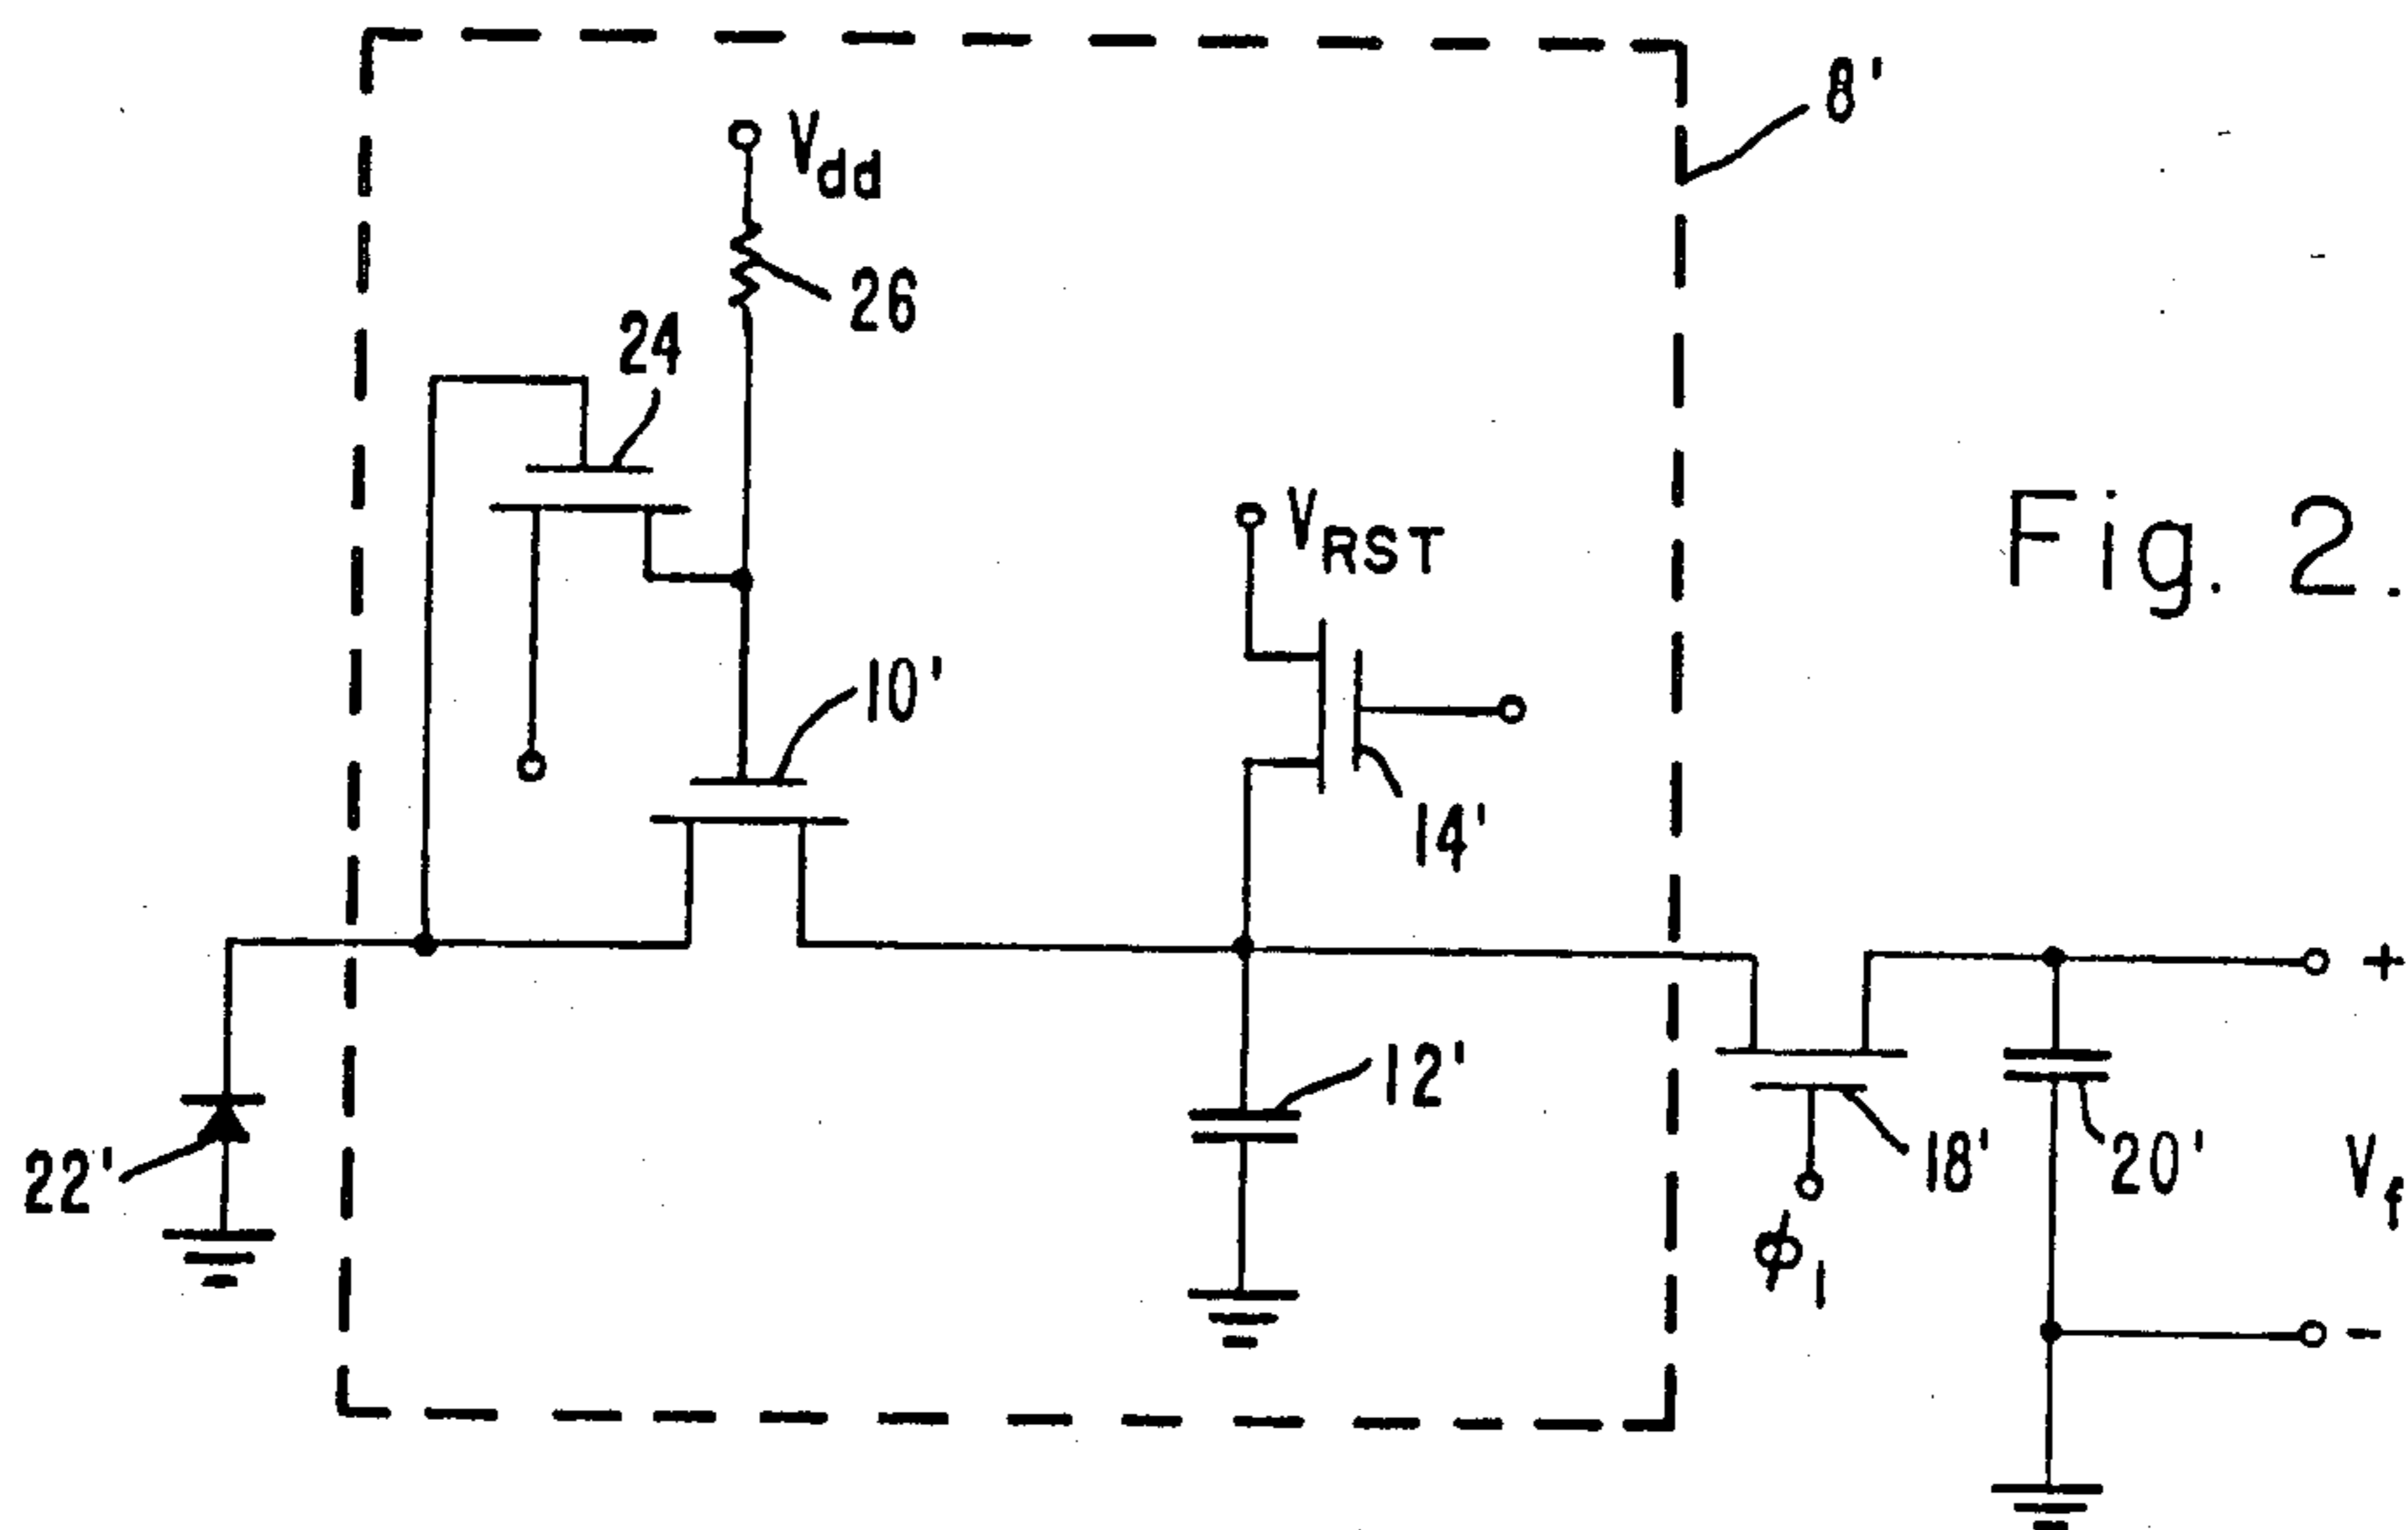 8'
Vdd
26
24
VRST
Fig. 2.
10'
14'
+
12'
22'
18'
20'
Vf
ϕ1
-